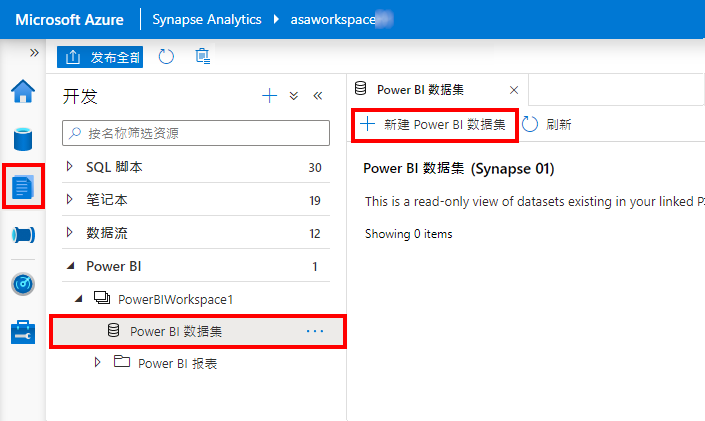 Microsoft Azure Synapse Analytics asaworkspace
发布全部
开发
按名称筛选资源
SQL 脚本 30
笔记本 19
数据流 12
Power BI 1
PowerBIWorkspace1
Power BI 数据集
Power BI 报表
Power BI 数据集
新建 Power BI 数据集 刷新
Power BI 数据集 (Synapse 01)
This is a read-only view of datasets existing in your linked
Showing 0 items